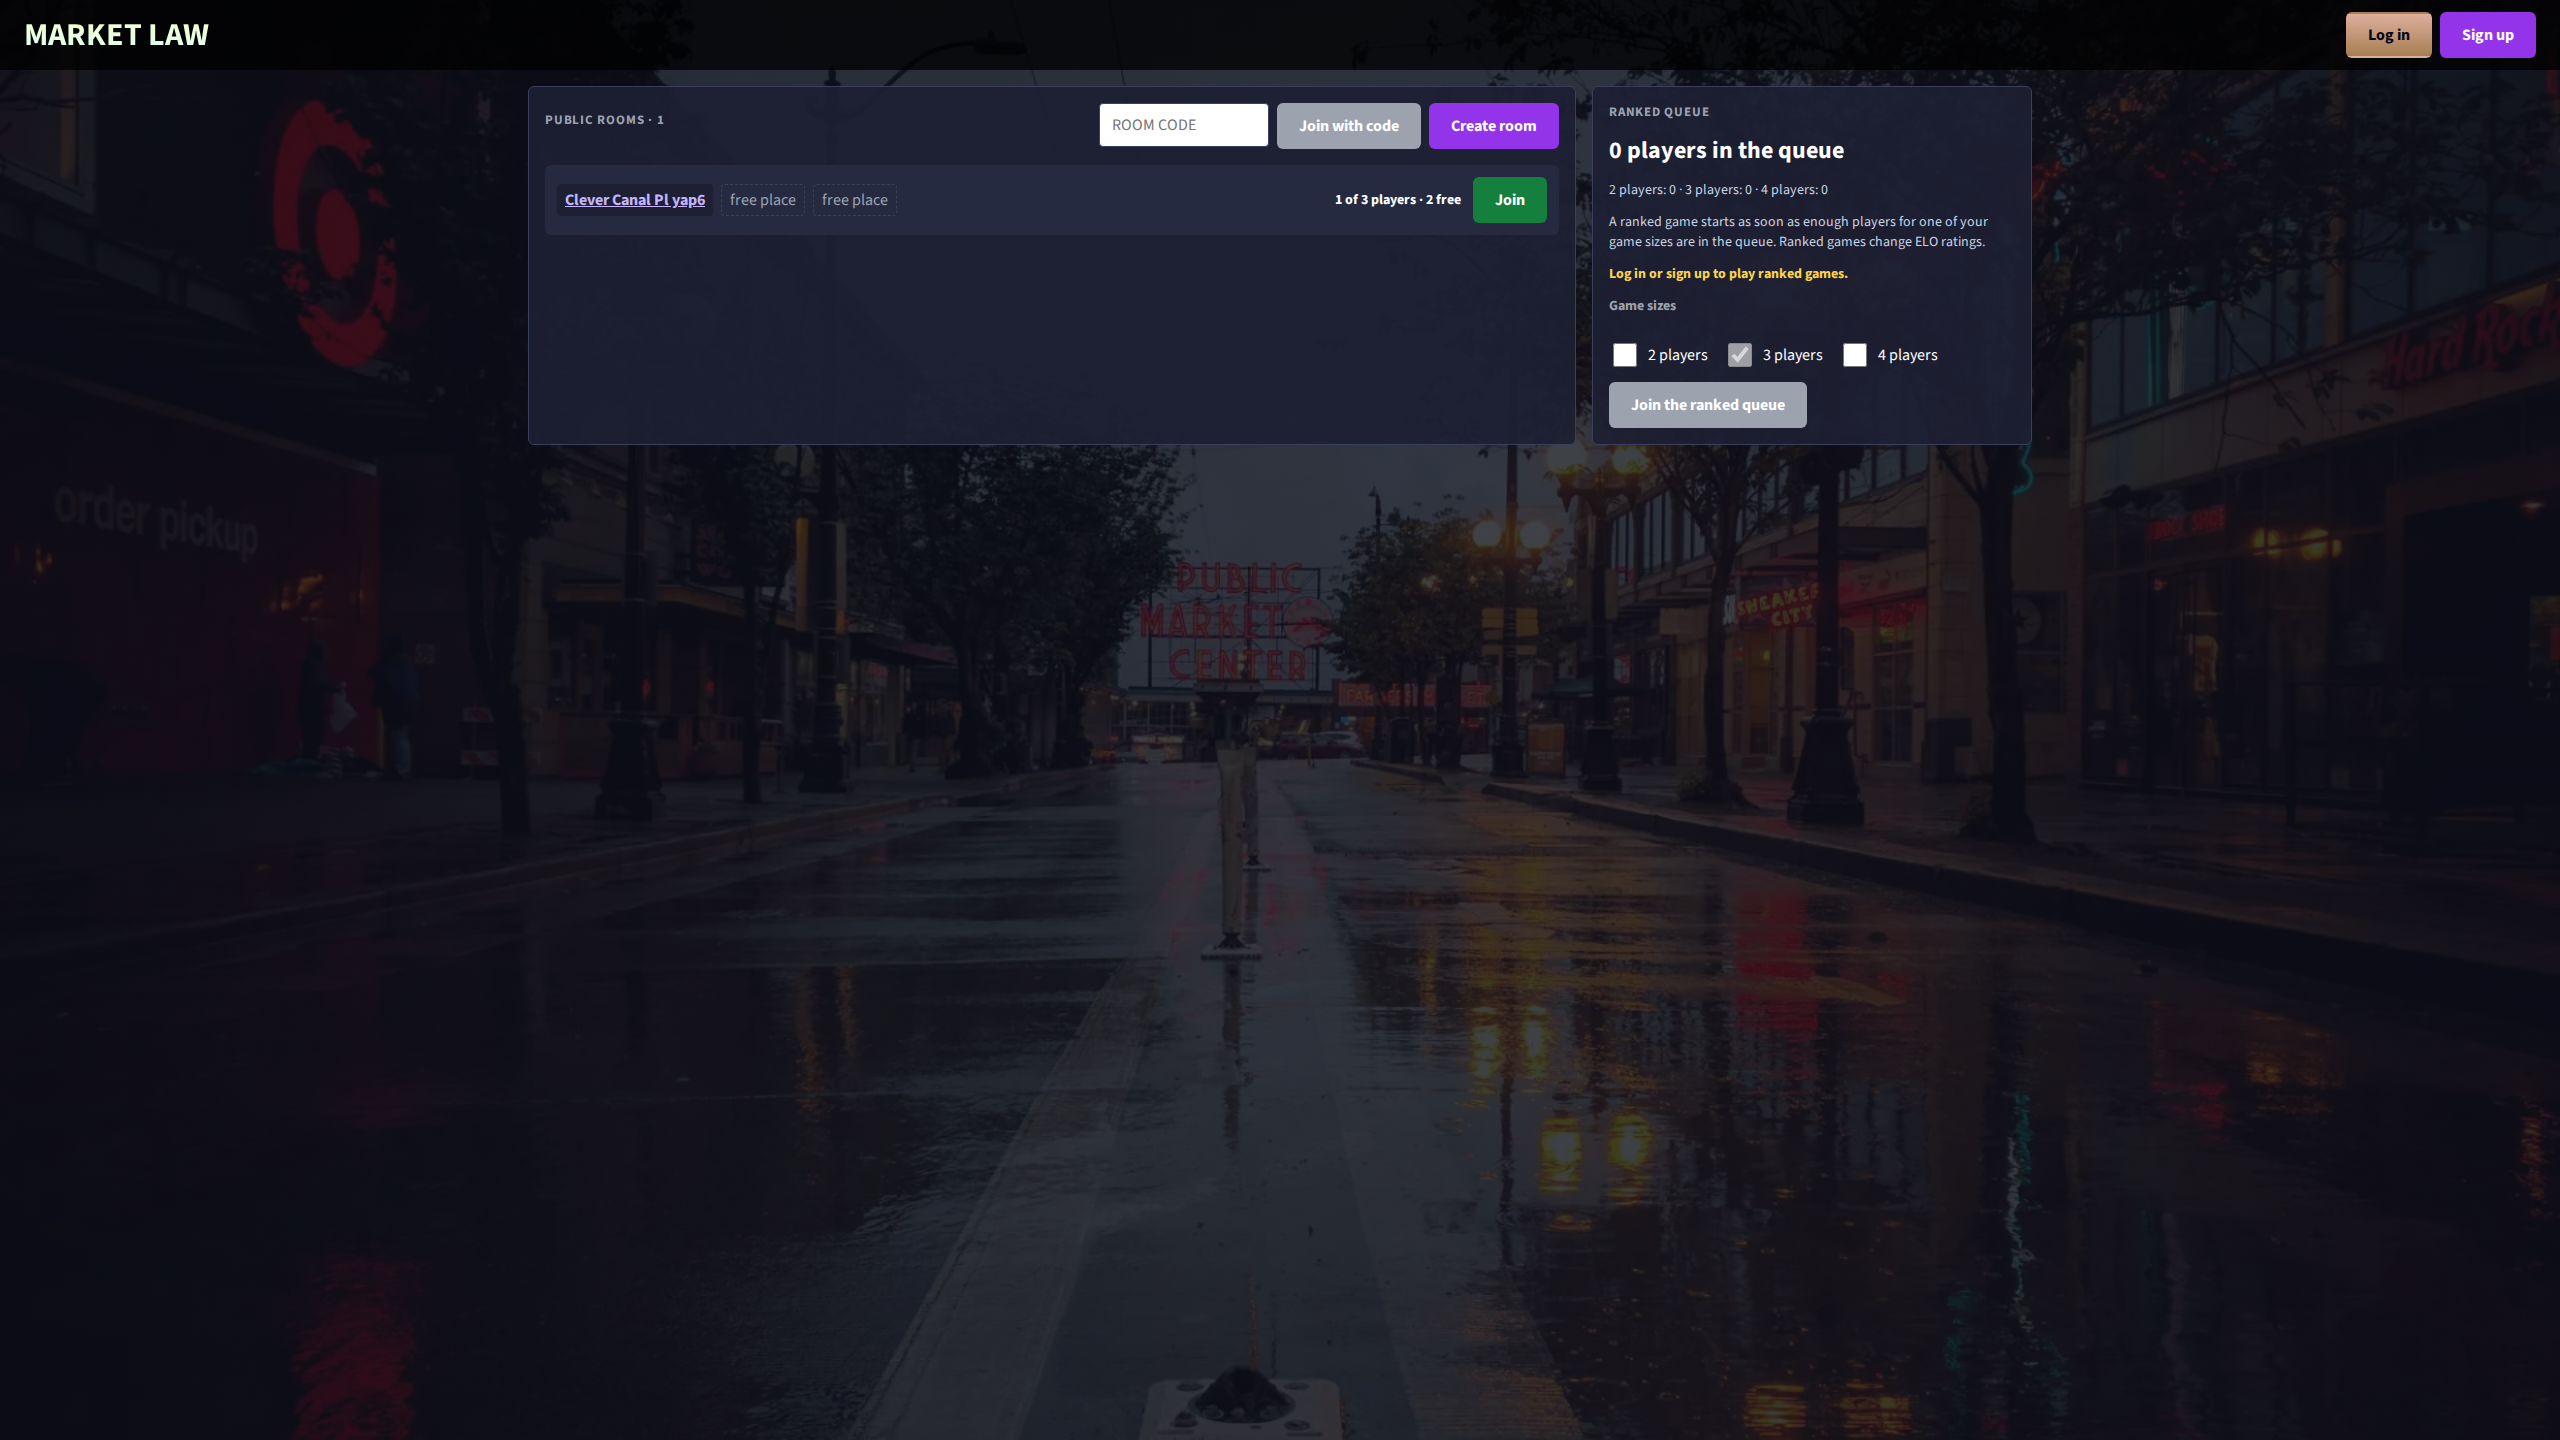 MARKET LAW
Log in
Sign up
PUBLIC ROOMS · 1
ROOM CODE
Join with code
Create room
Clever Canal Pl yap6
free place
free place
1 of 3 players · 2 free
Join
RANKED QUEUE
0 players in the queue
2 players: 0 · 3 players: 0 · 4 players: 0
A ranked game starts as soon as enough players for one of your
game sizes are in the queue. Ranked games change ELO ratings.
Log in or sign up to play ranked games.
Game sizes
2 players
3 players
4 players
Join the ranked queue
Hard Rock
order pickup
PUBLIC
MARKET
CENTER
SNEAKER
CITY